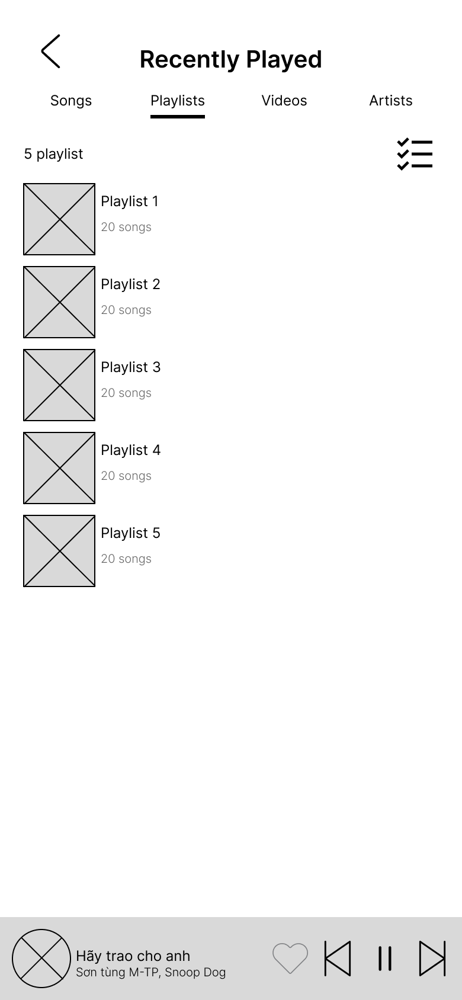 Recently Played
Songs Playlists Videos Artists
5 playlist
Playlist 1
20 songs
Playlist 2
20 songs
Playlist 3
20 songs
Playlist 4
20 songs
Playlist 5
20 songs
Hãy trao cho anh
Sơn tùng M-TP, Snoop Dog